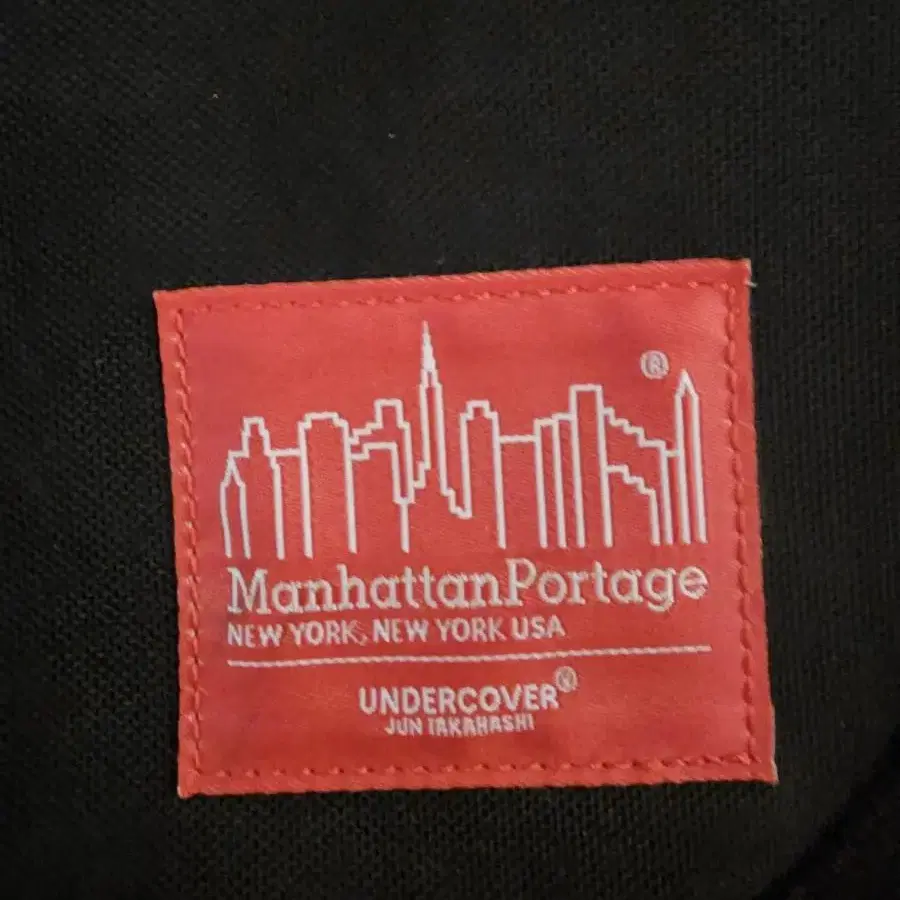 ®
ManhattanPortage
NEW YORK, NEW YORK USA
UNDERCOVER®
JUN TAKAHASHI